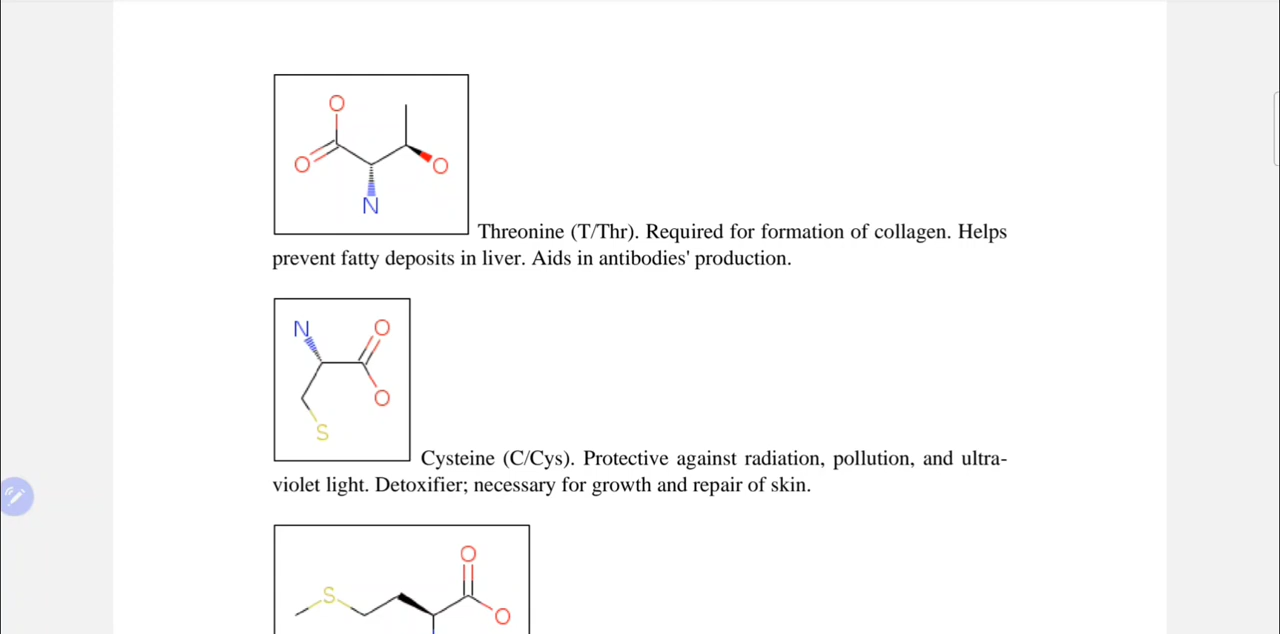 O
O
O
N
Threonine (T/Thr). Required for formation of collagen. Helps
prevent fatty deposits in liver. Aids in antibodies' production.
N
O
O
S
Cysteine (C/Cys). Protective against radiation, pollution, and ultra-
violet light. Detoxifier; necessary for growth and repair of skin.
O
S
O